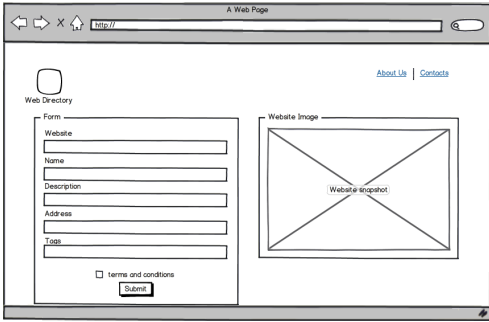 A Web Page
http://
About Us
Contacts
Web Directory
Form
Website
Name
Description
Address
Tags
terms and conditions
Submit
Website Image
Website snapshot